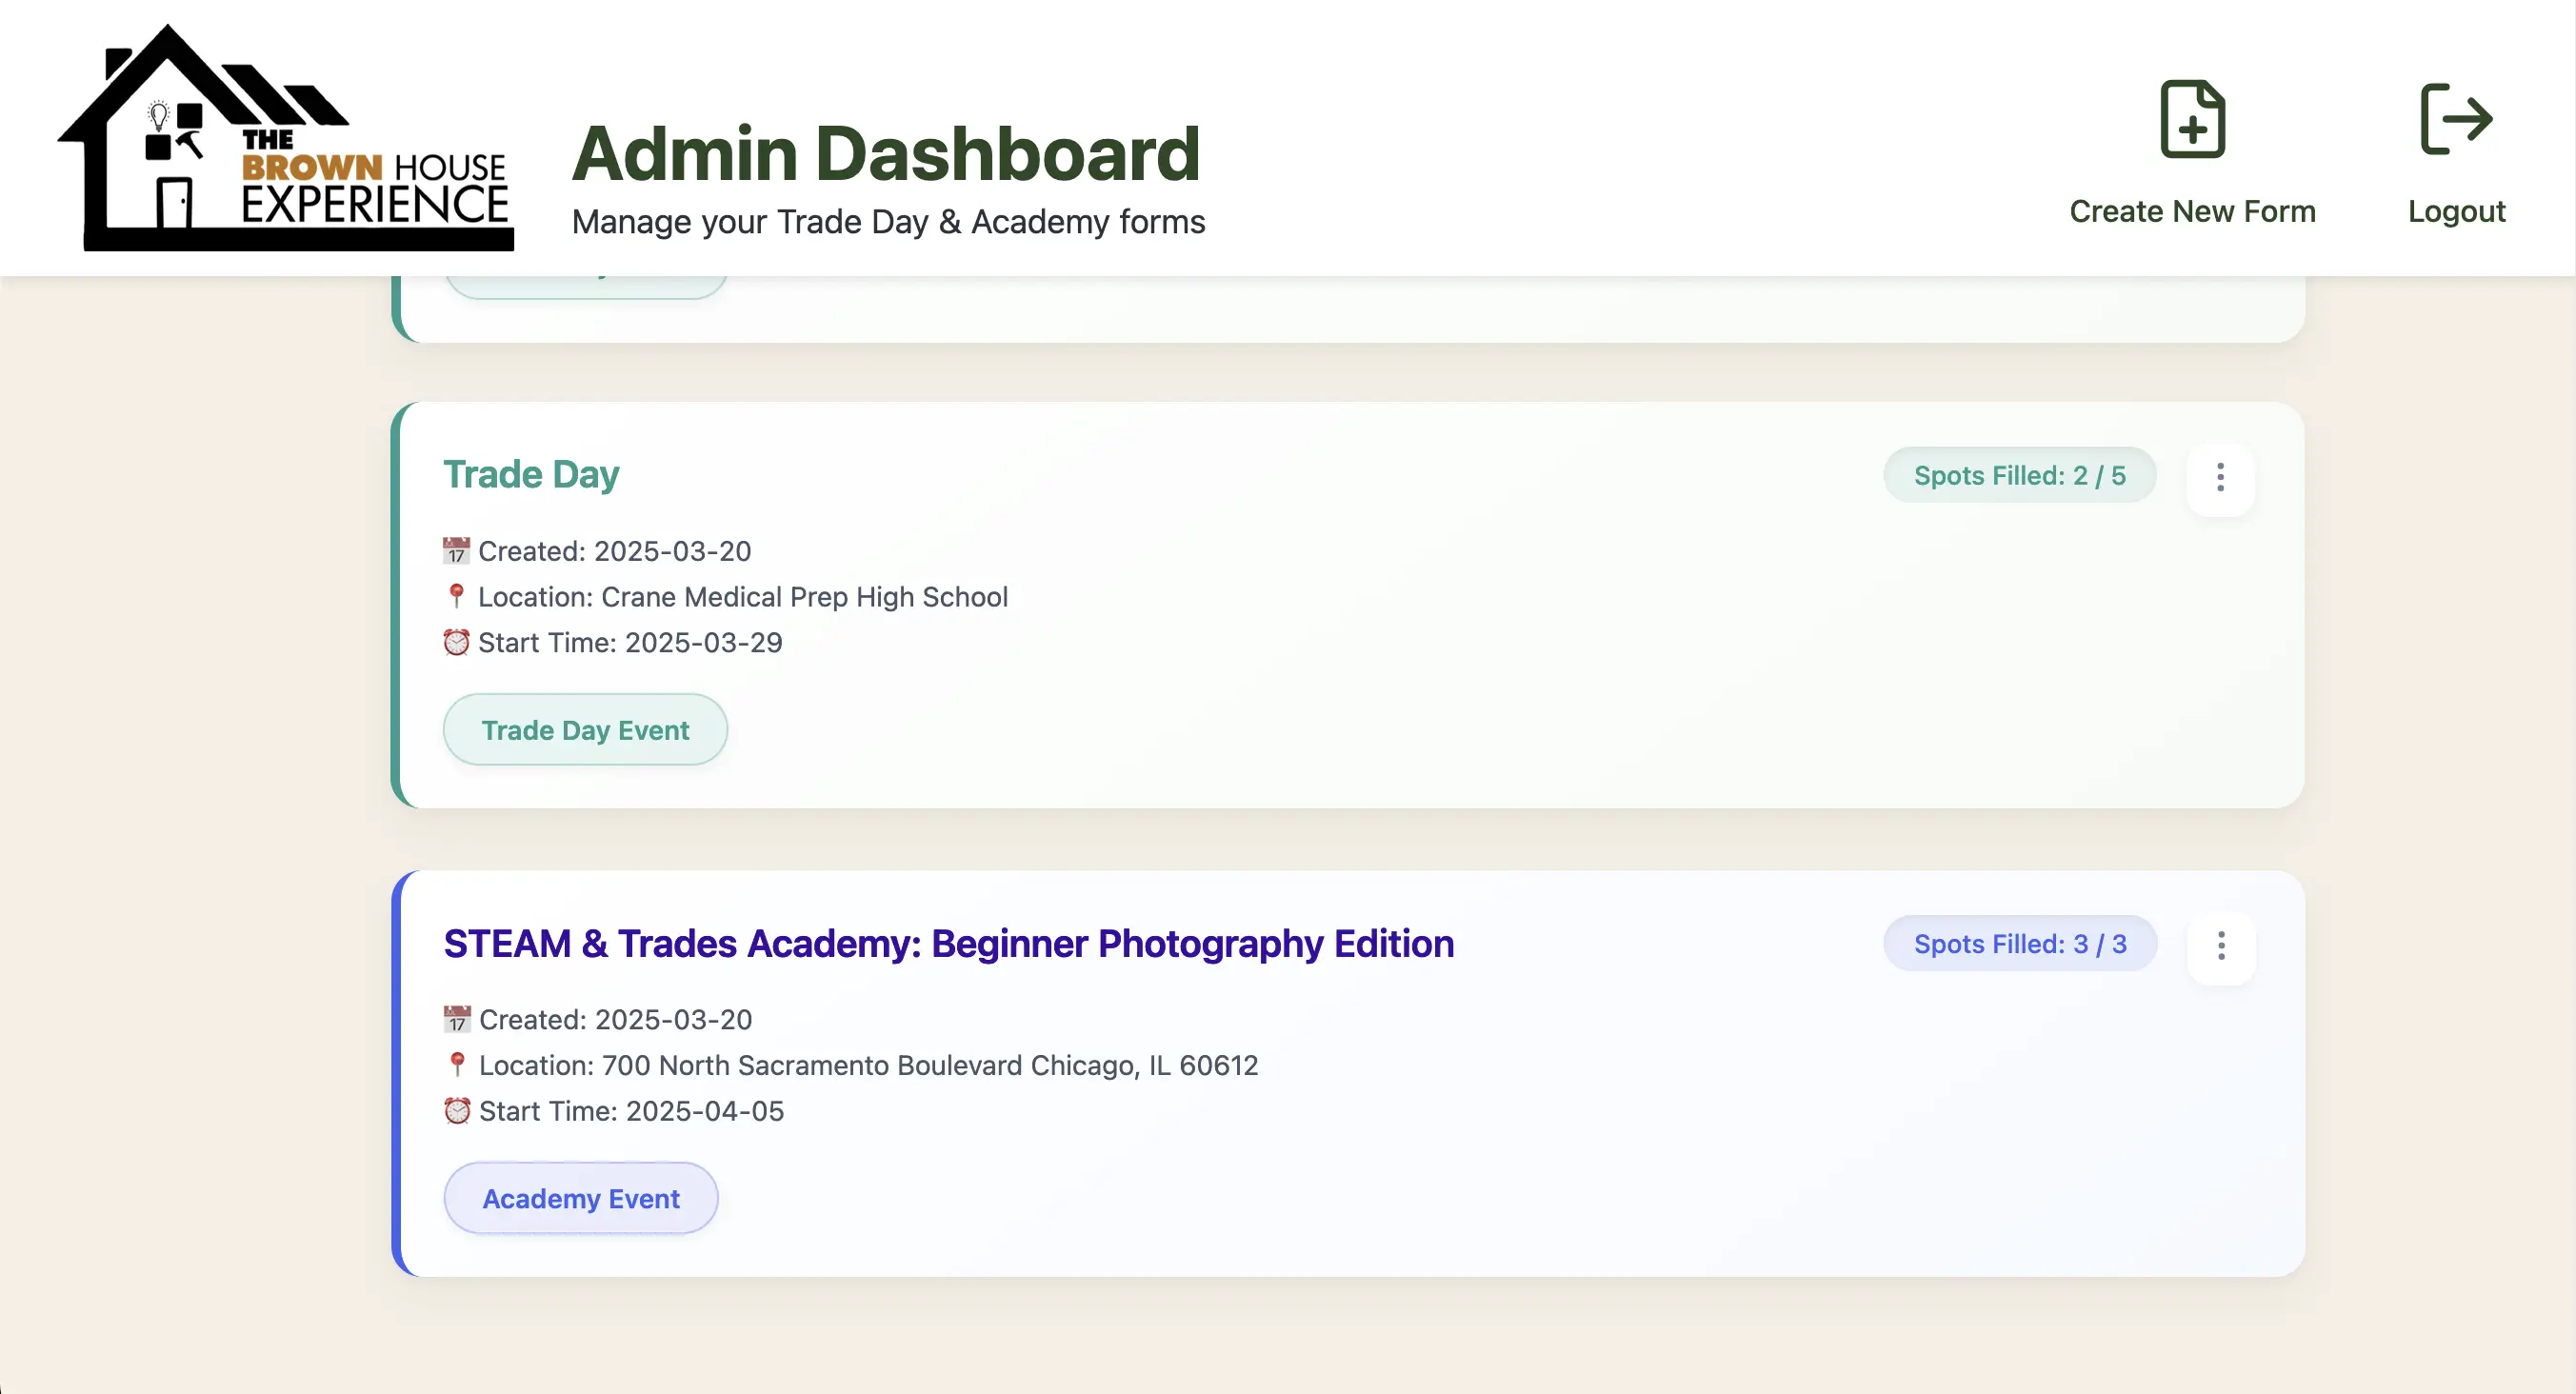 THE
BROWN HOUSE
EXPERIENCE
Admin Dashboard
Manage your Trade Day & Academy forms
Create New Form
Logout
Trade Day
Spots Filled: 2 / 5
17 Created: 2025-03-20
Location: Crane Medical Prep High School
Start Time: 2025-03-29
Trade Day Event
STEAM & Trades Academy: Beginner Photography Edition
Spots Filled: 3 / 3
17 Created: 2025-03-20
Location: 700 North Sacramento Boulevard Chicago, IL 60612
Start Time: 2025-04-05
Academy Event